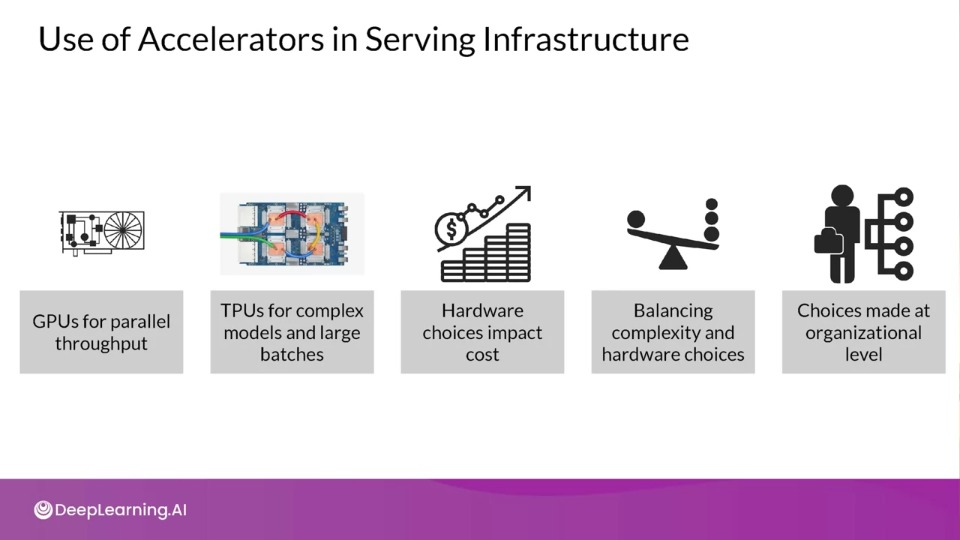 Use of Accelerators in Serving Infrastructure
$
GPUs for parallel
throughput
TPUs for complex
models and large
batches
Hardware
choices impact
cost
Balancing
complexity and
hardware choices
Choices made at
organizational
level
DeepLearning.AI